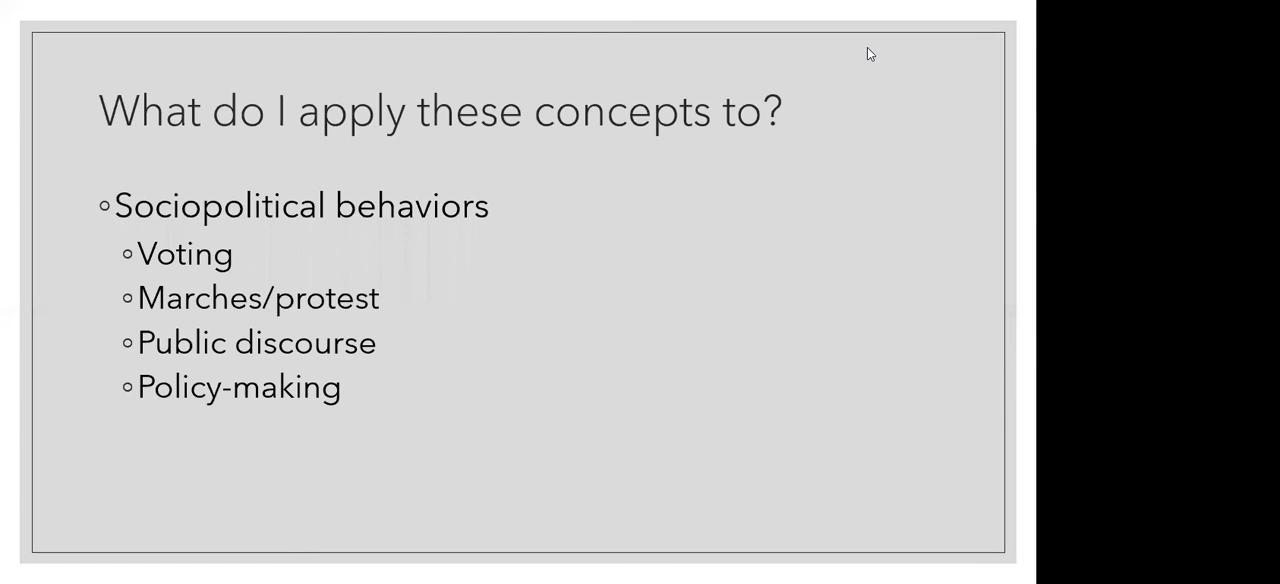 What do I apply these concepts to?
◦Sociopolitical behaviors
◦Voting
◦Marches/protest
◦Public discourse
◦Policy-making